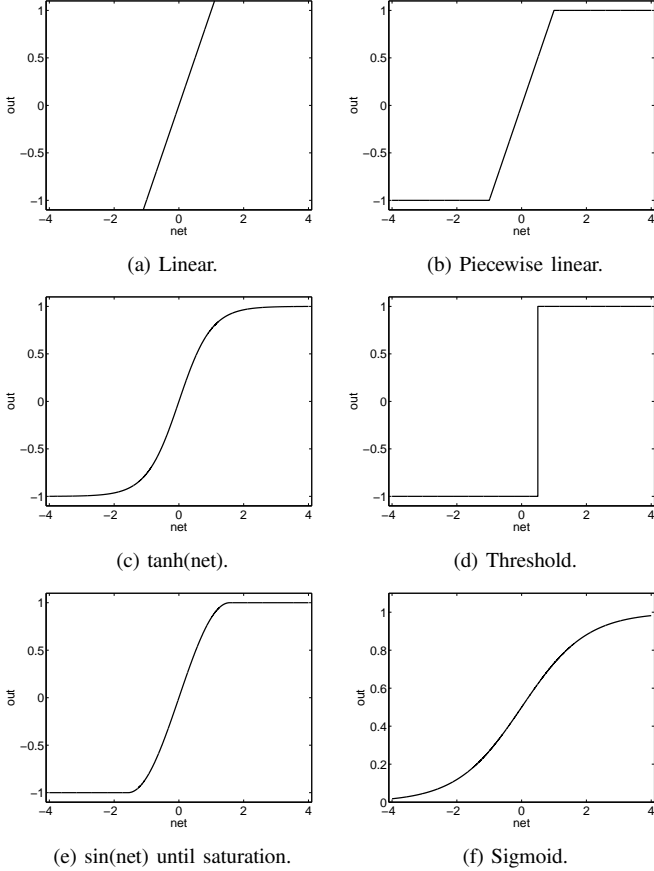 1
0.5
0
−0.5
−1
out
−4 −2 0 2 4
net
(a) Linear.
1
0.5
0
−0.5
−1
out
−4 −2 0 2 4
net
(b) Piecewise linear.
1
0.5
0
−0.5
−1
out
−4 −2 0 2 4
net
(c) tanh(net).
1
0.5
0
−0.5
−1
out
−4 −2 0 2 4
net
(d) Threshold.
1
0.5
0
−0.5
−1
out
−4 −2 0 2 4
net
(e) sin(net) until saturation.
1
0.8
0.6
0.4
0.2
0
out
−4 −2 0 2 4
net
(f) Sigmoid.